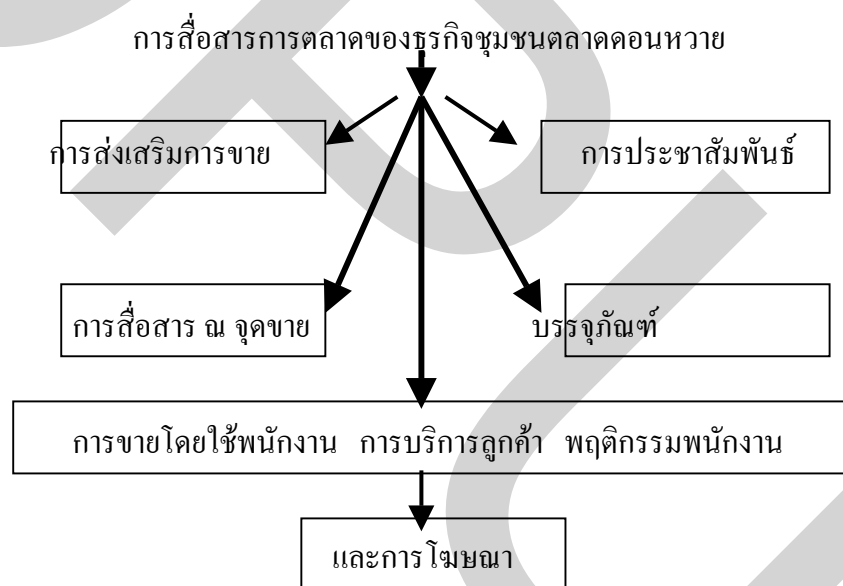 การสื่อสารการตลาดของธุรกิจชุมชนตลาดดอนหวาย
การส่งเสริมการขาย
การประชาสัมพันธ์
การสื่อสาร ณ จุดขาย
บรรจุภัณฑ์
การขายโดยใช้พนักงาน การบริการลูกค้า พฤติกรรมพนักงาน
และการโฆษณา